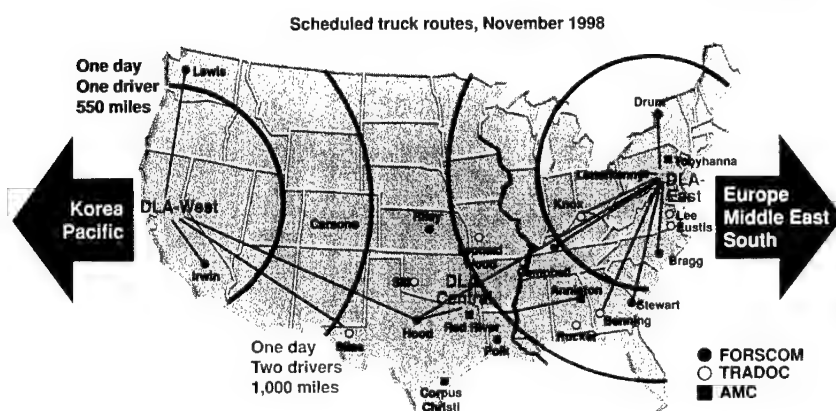 Scheduled truck routes, November 1998
One day
One driver
550 miles
Lewis
Drum
Tobyhanna
DLA-
East
Korea
Pacific
DLA-West
Europe
Middle East
South
Carsons
Riley
Knox
Lee
Eustis
Irwin
Sill
DLA
Central
Campbell
Anniston
Bragg
Stewart
Benning
Hood
Red River
Rucker
Bliss
Polk
One day
Two drivers
1,000 miles
Corpus
Christi
FORSCOM
TRADOC
AMC